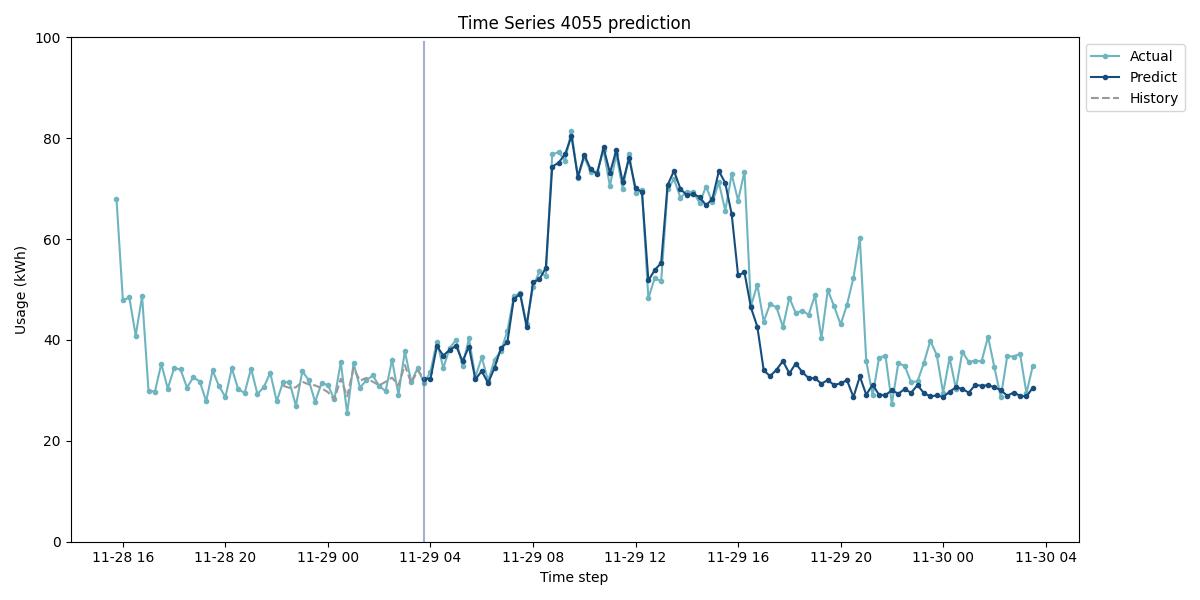 Time Series 4055 prediction
100
80
60
40
20
0
Usage (kWh)
11-28 16
11-28 20
11-29 00
11-29 04
11-29 08
11-29 12
11-29 16
11-29 20
11-30 00
11-30 04
Time step
Actual
Predict
History